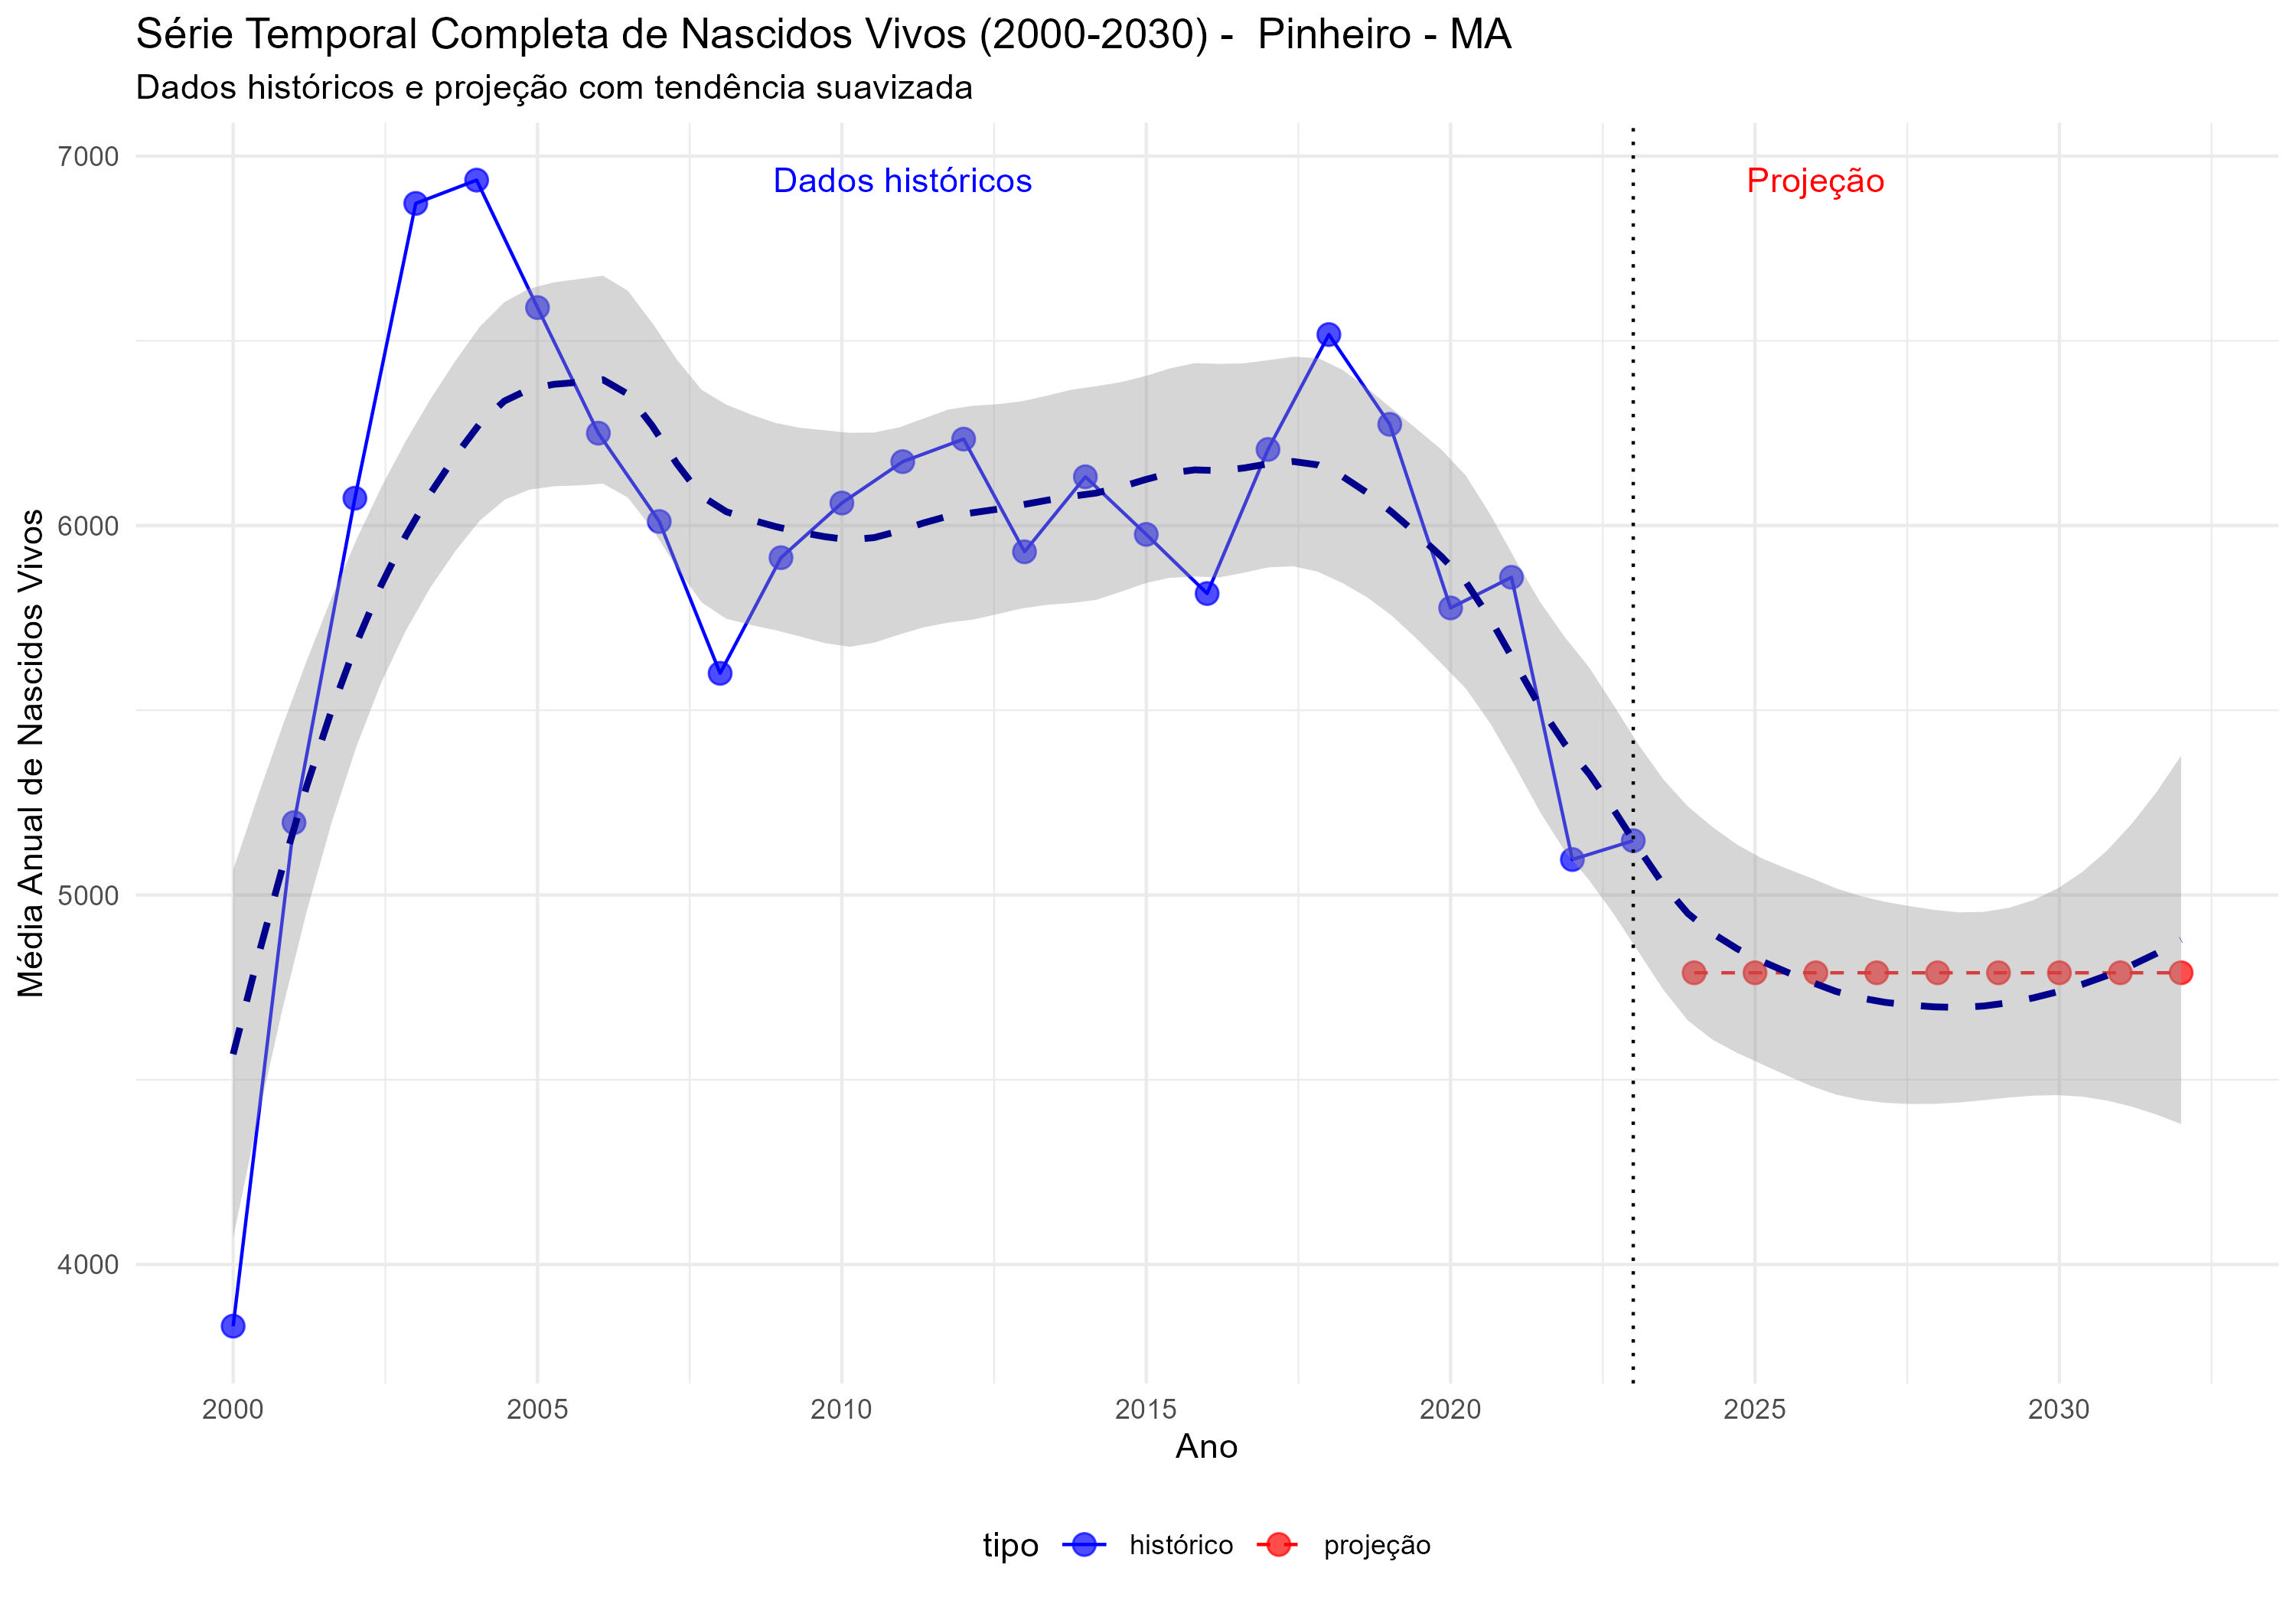 Série Temporal Completa de Nascidos Vivos (2000-2030) -  Pinheiro - MA
Dados históricos e projeção com tendência suavizada
Média Anual de Nascidos Vivos
7000
6000
5000
4000
Dados históricos
Projeção
2000 2005 2010 2015 2020 2025 2030
Ano
tipo histórico projeção